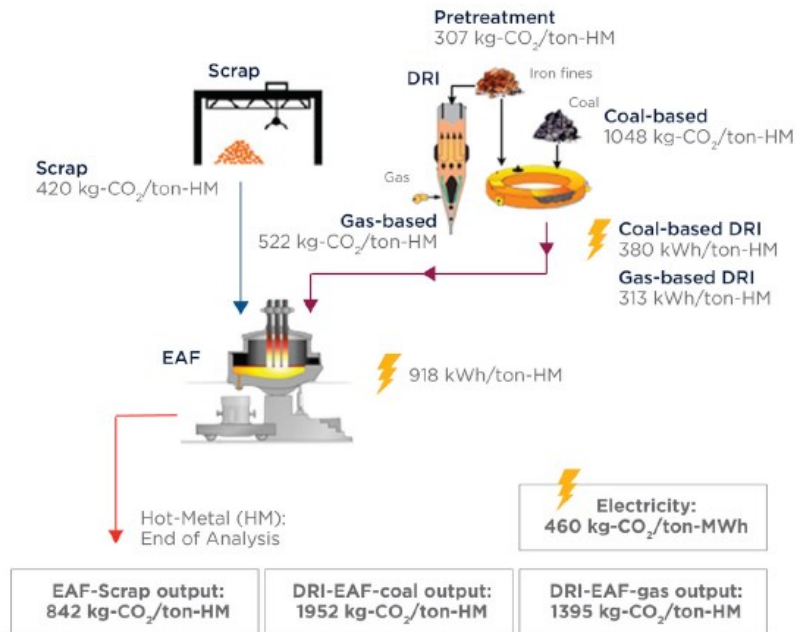 Pretreatment
307 kg-CO₂/ton-HM
Scrap
DRI
Iron fines
Coal
Coal-based
1048 kg-CO₂/ton-HM
Scrap
420 kg-CO₂/ton-HM
Gas
Gas-based
522 kg-CO₂/ton-HM
Coal-based DRI
380 kWh/ton-HM
Gas-based DRI
313 kWh/ton-HM
EAF
918 kWh/ton-HM
Hot-Metal (HM):
End of Analysis
Electricity:
460 kg-CO₂/ton-MWh
EAF-Scrap output:
842 kg-CO₂/ton-HM
DRI-EAF-coal output:
1952 kg-CO₂/ton-HM
DRI-EAF-gas output:
1395 kg-CO₂/ton-HM